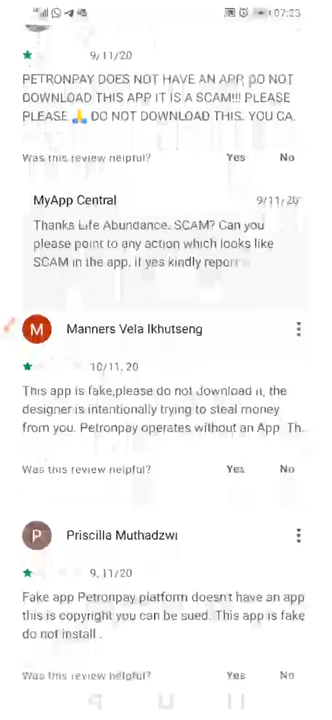 07:23
9/11/20
PETRONPAY DOES NOT HAVE AN APP, DO NOT
DOWNLOAD THIS APP IT IS A SCAM!!! PLEASE
PLEASE 🙏 DO NOT DOWNLOAD THIS. YOU CA.
Was this review helpful? Yes No
MyApp Central 9/11/20
Thanks Life Abundance. SCAM? Can you
please point to any action which looks like
SCAM in the app, if yes kindly report
M Manners Vela Ikhutseng
10/11/20
This app is fake,please do not download it, the
designer is intentionally trying to steal money
from you. Petronpay operates without an App. Th..
Was this review helpful? Yes No
P Priscilla Muthadzwi
9/11/20
Fake app Petronpay platform doesn't have an app
this is copyright you can be sued. This app is fake
do not install .
Was this review helpful? Yes No